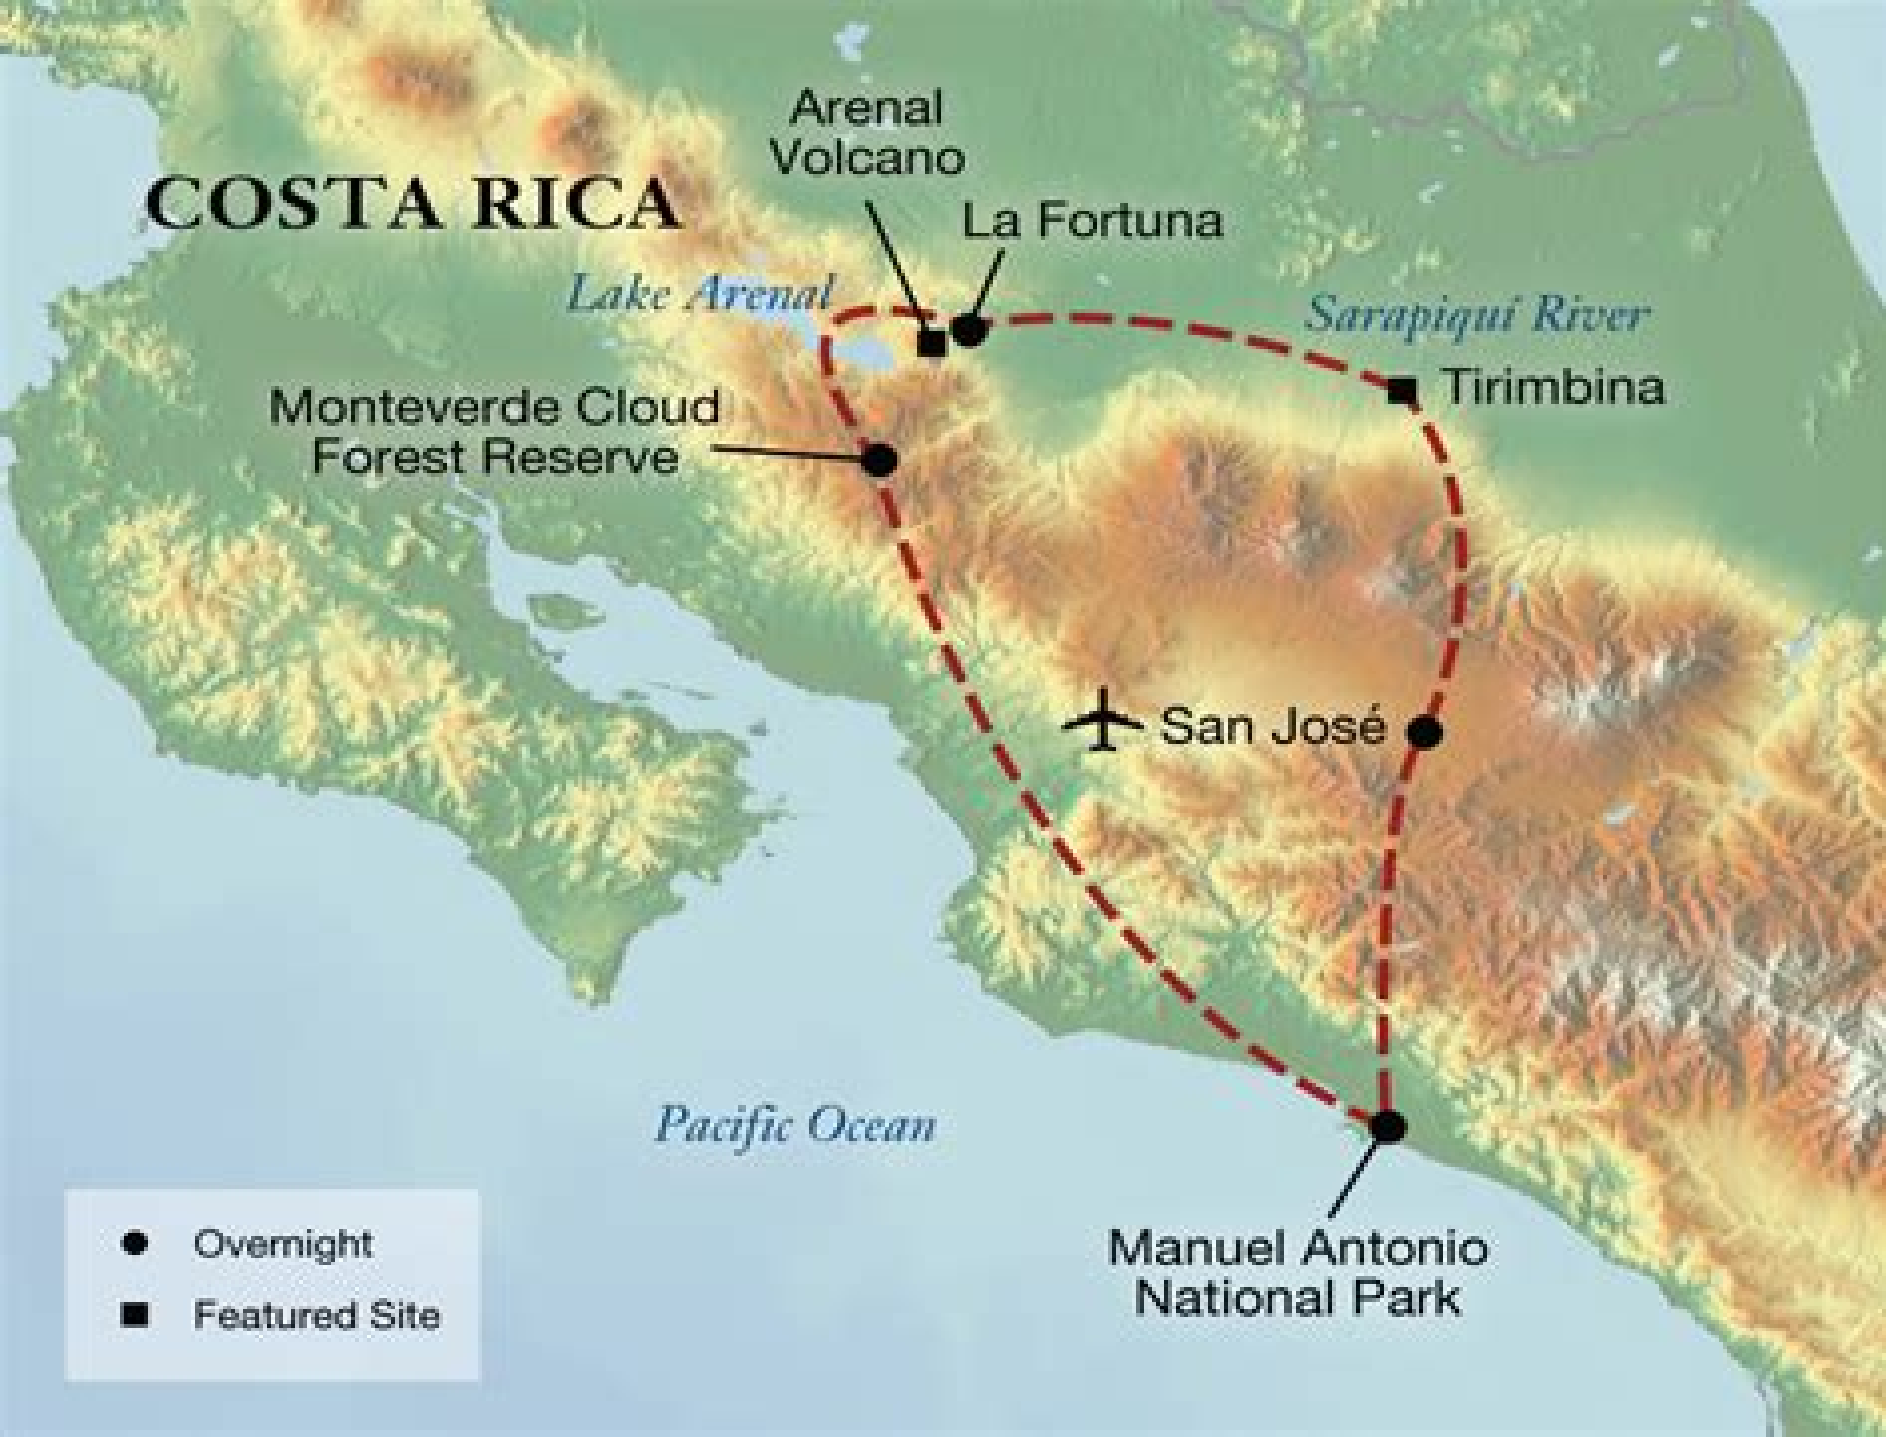 Arenal
Volcano
La Fortuna
COSTA RICA
Lake Arenal
Sarapiquí River
Tirimbina
Monteverde Cloud
Forest Reserve
San José
Pacific Ocean
Manuel Antonio
National Park
Overnight
Featured Site